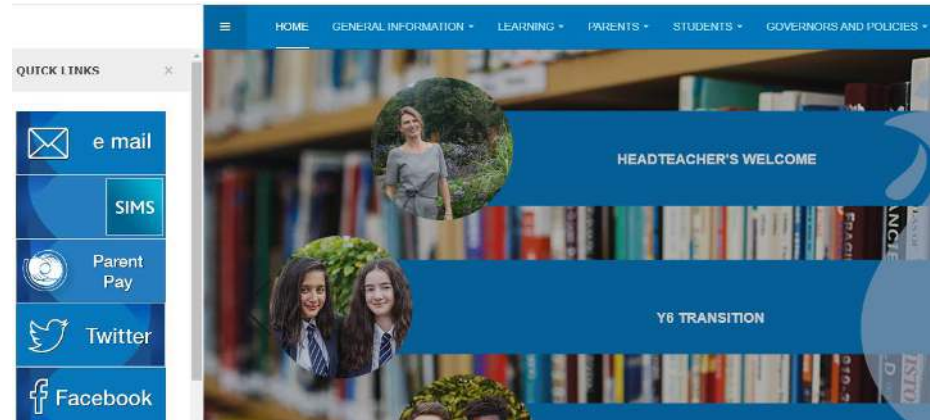 ≡ HOME GENERAL INFORMATION LEARNING PARENTS STUDENTS GOVERNORS AND POLICIES
QUICK LINKS ×
e mail
SIMS
Parent
Pay
Twitter
Facebook
HEADTEACHER'S WELCOME
Y6 TRANSITION